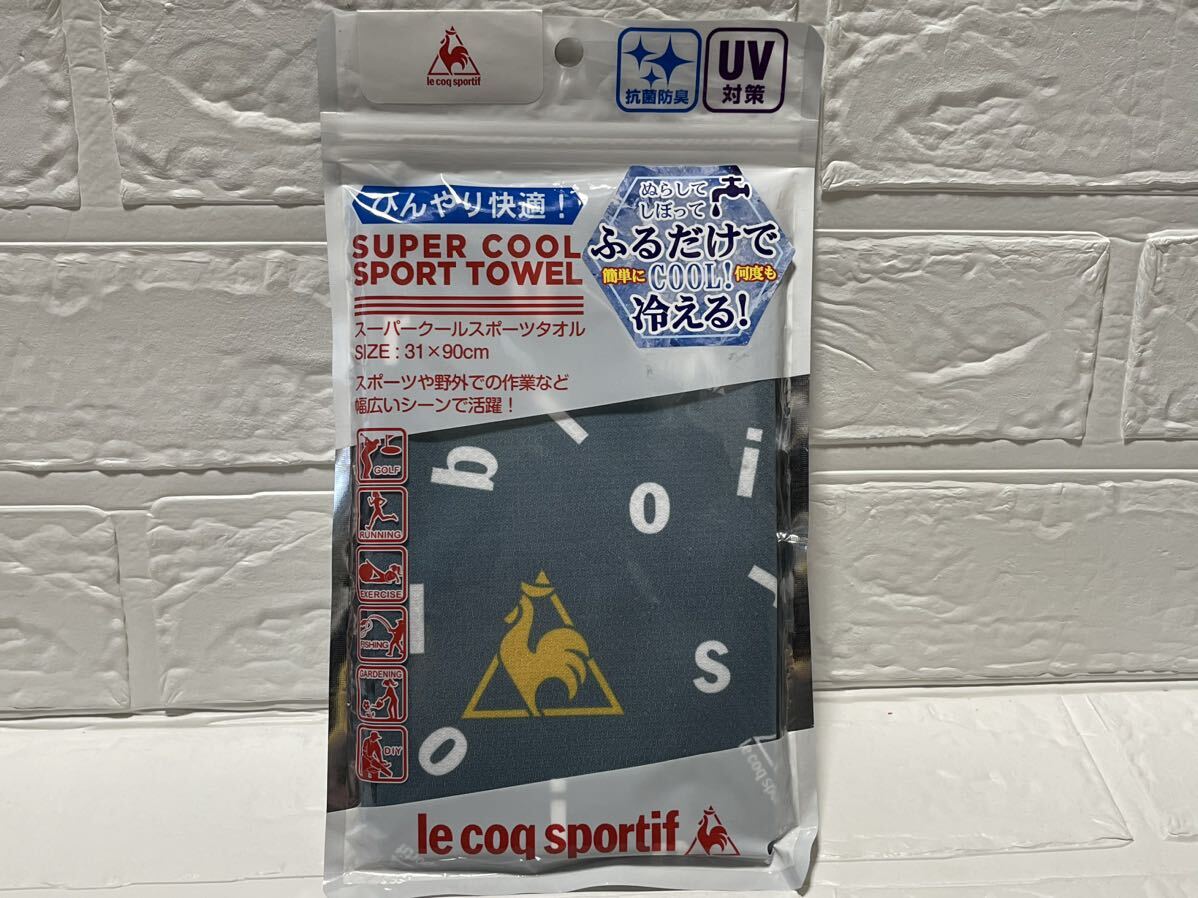 le coq sportif
抗菌防臭
UV
対策
ひんやり快適！
SUPER COOL
SPORT TOWEL
スーパークールスポーツタオル
SIZE : 31×90cm
スポーツや野外での作業など
幅広いシーンで活躍！
ぬらして
しぼって
ふるだけで
簡単に COOL! 何度も
冷える!
GOLF
RUNNING
EXERCISE
FISHING
GARDENING
DIY
b
i
o
s
o
le coq sportif
coq sp